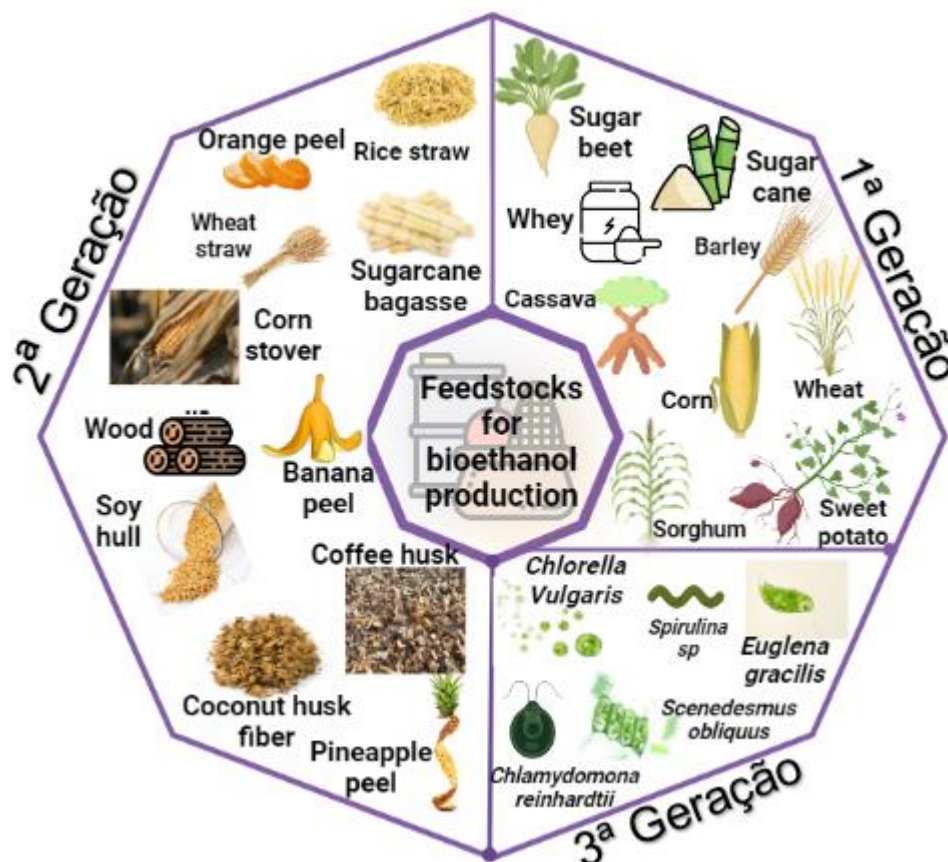 Orange peel
Rice straw
Wheat
straw
Sugarcane
bagasse
Corn
stover
Wood
Banana
peel
Soy
hull
Coffee husk
Coconut husk
fiber
Pineapple
peel
2ª Geração
Feedstocks
for
bioethanol
production
Sugar
beet
Sugar
cane
Whey
Barley
Cassava
Corn
Wheat
Sorghum
Sweet
potato
1ª Geração
Chlorella
Vulgaris
Spirulina
sp
Euglena
gracilis
Scenedesmus
obliquus
Chlamydomona
reinhardtii
3ª Geração